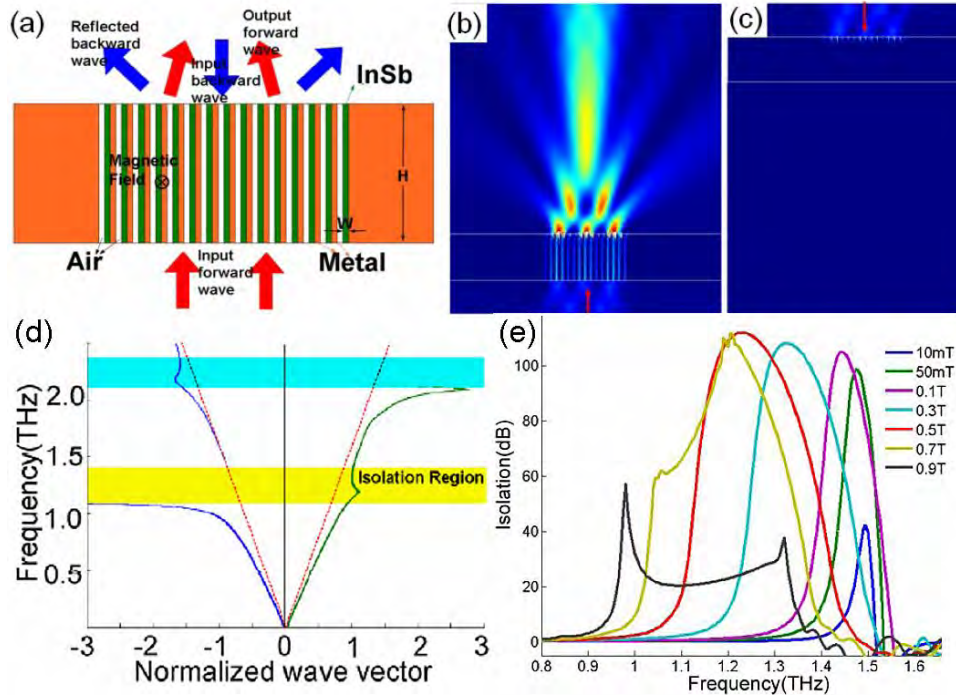 (a)
Reflected
backward
wave
Output
forward
wave
Input
backward
wave
InSb
Magnetic
Field
H
W
Air
Input
forward
wave
Metal
(b)
(c)
(d)
Frequency(THz)
2.0
1.5
1.0
0.5
Isolation Region
-3 -2 -1 0 1 2 3
Normalized wave vector
(e)
Isolation(dB)
100
80
60
40
20
0
10mT
50mT
0.1T
0.3T
0.5T
0.7T
0.9T
0.8 0.9 1 1.1 1.2 1.3 1.4 1.5 1.6
Frequency(THz)